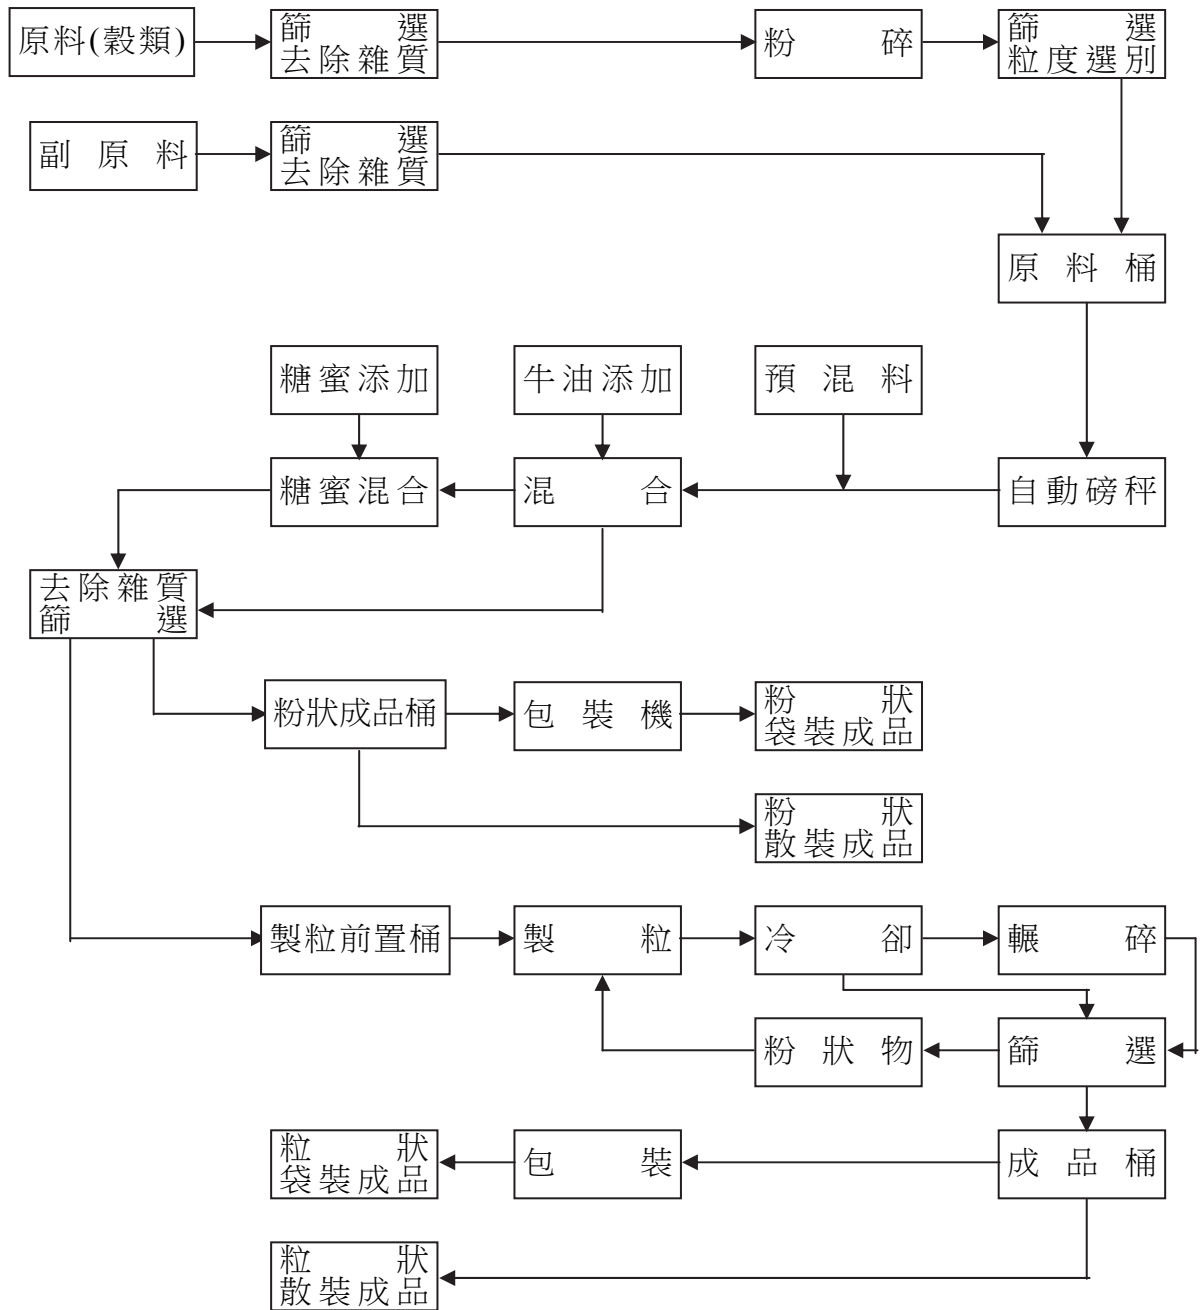 原料(穀類)
篩選
去除雜質
粉碎
篩選
粒度選別
副原料
篩選
去除雜質
原料桶
糖蜜添加
牛油添加
預混料
糖蜜混合
混合
自動磅秤
去除雜質
篩選
粉狀成品桶
包裝機
粉狀
袋裝成品
粉狀
散裝成品
製粒前置桶
製粒
冷卻
輾碎
粉狀物
篩選
粒狀
袋裝成品
包裝
成品桶
粒狀
散裝成品